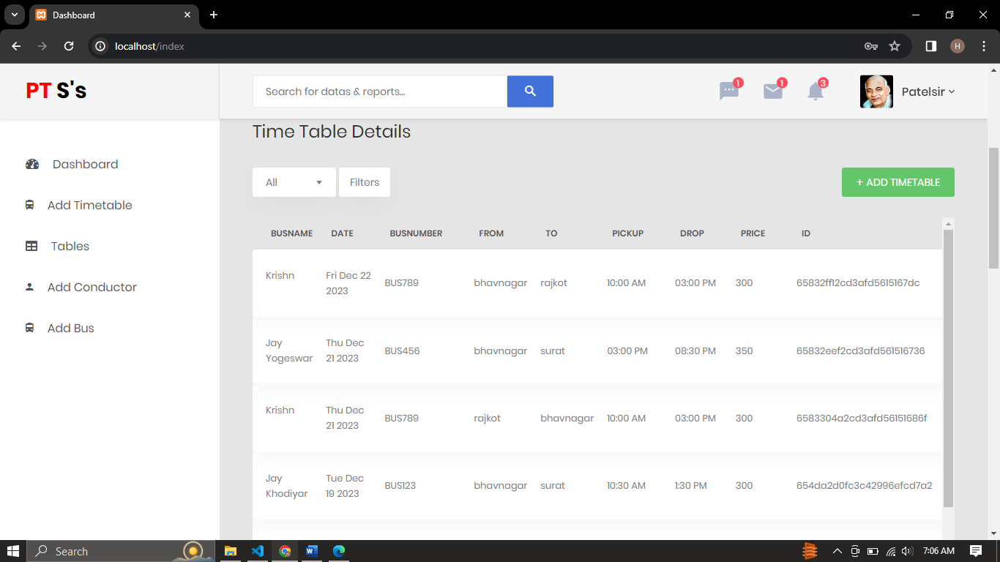 Dashboard
localhost/index
H
PT S's
Search for datas & reports...
1
1
3
Patelsir
Dashboard
Add Timetable
Tables
Add Conductor
Add Bus
Time Table Details
All
Filters
+ ADD TIMETABLE
BUSNAME DATE BUSNUMBER FROM TO PICKUP DROP PRICE ID
Krishn Fri Dec 22 2023 BUS789 bhavnagar rajkot 10:00 AM 03:00 PM 300 65832ff12cd3afd5615167dc
Jay Yogeswar Thu Dec 21 2023 BUS456 bhavnagar surat 03:00 PM 08:30 PM 350 65832eef2cd3afd561516736
Krishn Thu Dec 21 2023 BUS789 rajkot bhavnagar 10:00 AM 03:00 PM 300 6583304a2cd3afd56151686f
Jay Khodiyar Tue Dec 19 2023 BUS123 bhavnagar surat 10:30 AM 1:30 PM 300 654da2d0fc3c42996efcd7a2
Search
7:06 AM